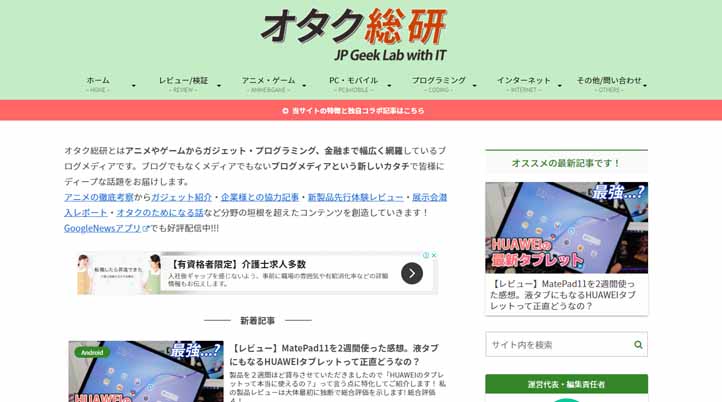 オタク総研
JP Geek Lab with IT
ホーム
– HOME –
レビュー/検証
– REVIEW –
アニメ・ゲーム
– ANIME&GAME –
PC・モバイル
– PC&MOBILE –
プログラミング
– CODING –
インターネット
– INTERNET –
その他/問い合わせ
– OTHERS –
当サイトの特徴と独自コラボ記事はこちら
オタク総研とはアニメやゲームからガジェット・プログラミング、金融まで幅広く網羅しているブ
ログメディアです。ブログでもなくメディアでもないブログメディアという新しいカタチで皆様に
ディープな話題をお届けします。
アニメの徹底考察からガジェット紹介・企業様との協力記事・新製品先行体験レビュー・展示会潜
入レポート・オタクのためになる話など分野の垣根を超えたコンテンツを創造していきます！
GoogleNewsアプリでも好評配信中!!!
転職したら昇進できた
【有資格者限定】介護士求人多数
入社後ギャップを感じないよう、事前に職場の雰囲気や有給消化率などの詳細
情報もお伝えします。
新着記事
Android
最強...?
【レビュー】MatePad11を2週間使った感想。液タブ
にもなるHUAWEIタブレットって正直どうなの？
製品を２週間ほど貸与させていただきましたので「HUAWEIのタブレ
ットって本当に使えるの？」って言う点に特化してご紹介します！ 私
の製品レビューは大体最初に独断で総合評価を示します! 総合評価
オススメの最新記事です！
最強...?
HUAWEIの
最新タブレット
【レビュー】MatePad11を2週間使っ
た感想。液タブにもなるHUAWEIタブ
レットって正直どうなの？
サイト内を検索
運営代表・編集責任者